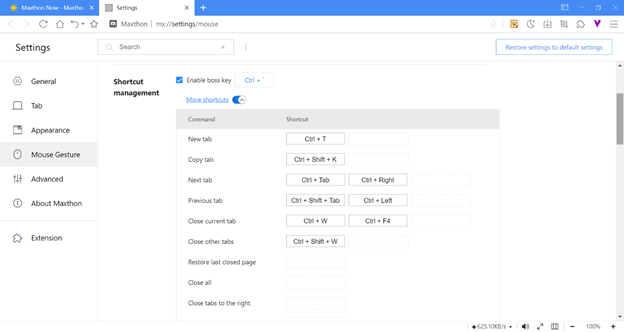 Maxthon Now - Maxtho
Settings
Maxthon
mx://settings/mouse
Settings
Search
Restore settings to default settings
General
Tab
Appearance
Mouse Gesture
Advanced
About Maxthon
Extension
Shortcut management
Enable boss key
Ctrl + `
More shortcuts
Command Shortcut
New tab Ctrl + T
Copy tab Ctrl + Shift + K
Next tab Ctrl + Tab Ctrl + Right
Previous tab Ctrl + Shift + Tab Ctrl + Left
Close current tab Ctrl + W Ctrl + F4
Close other tabs Ctrl + Shift + W
Restore last closed page
Close all
Close tabs to the right
625.10KB/s
100%